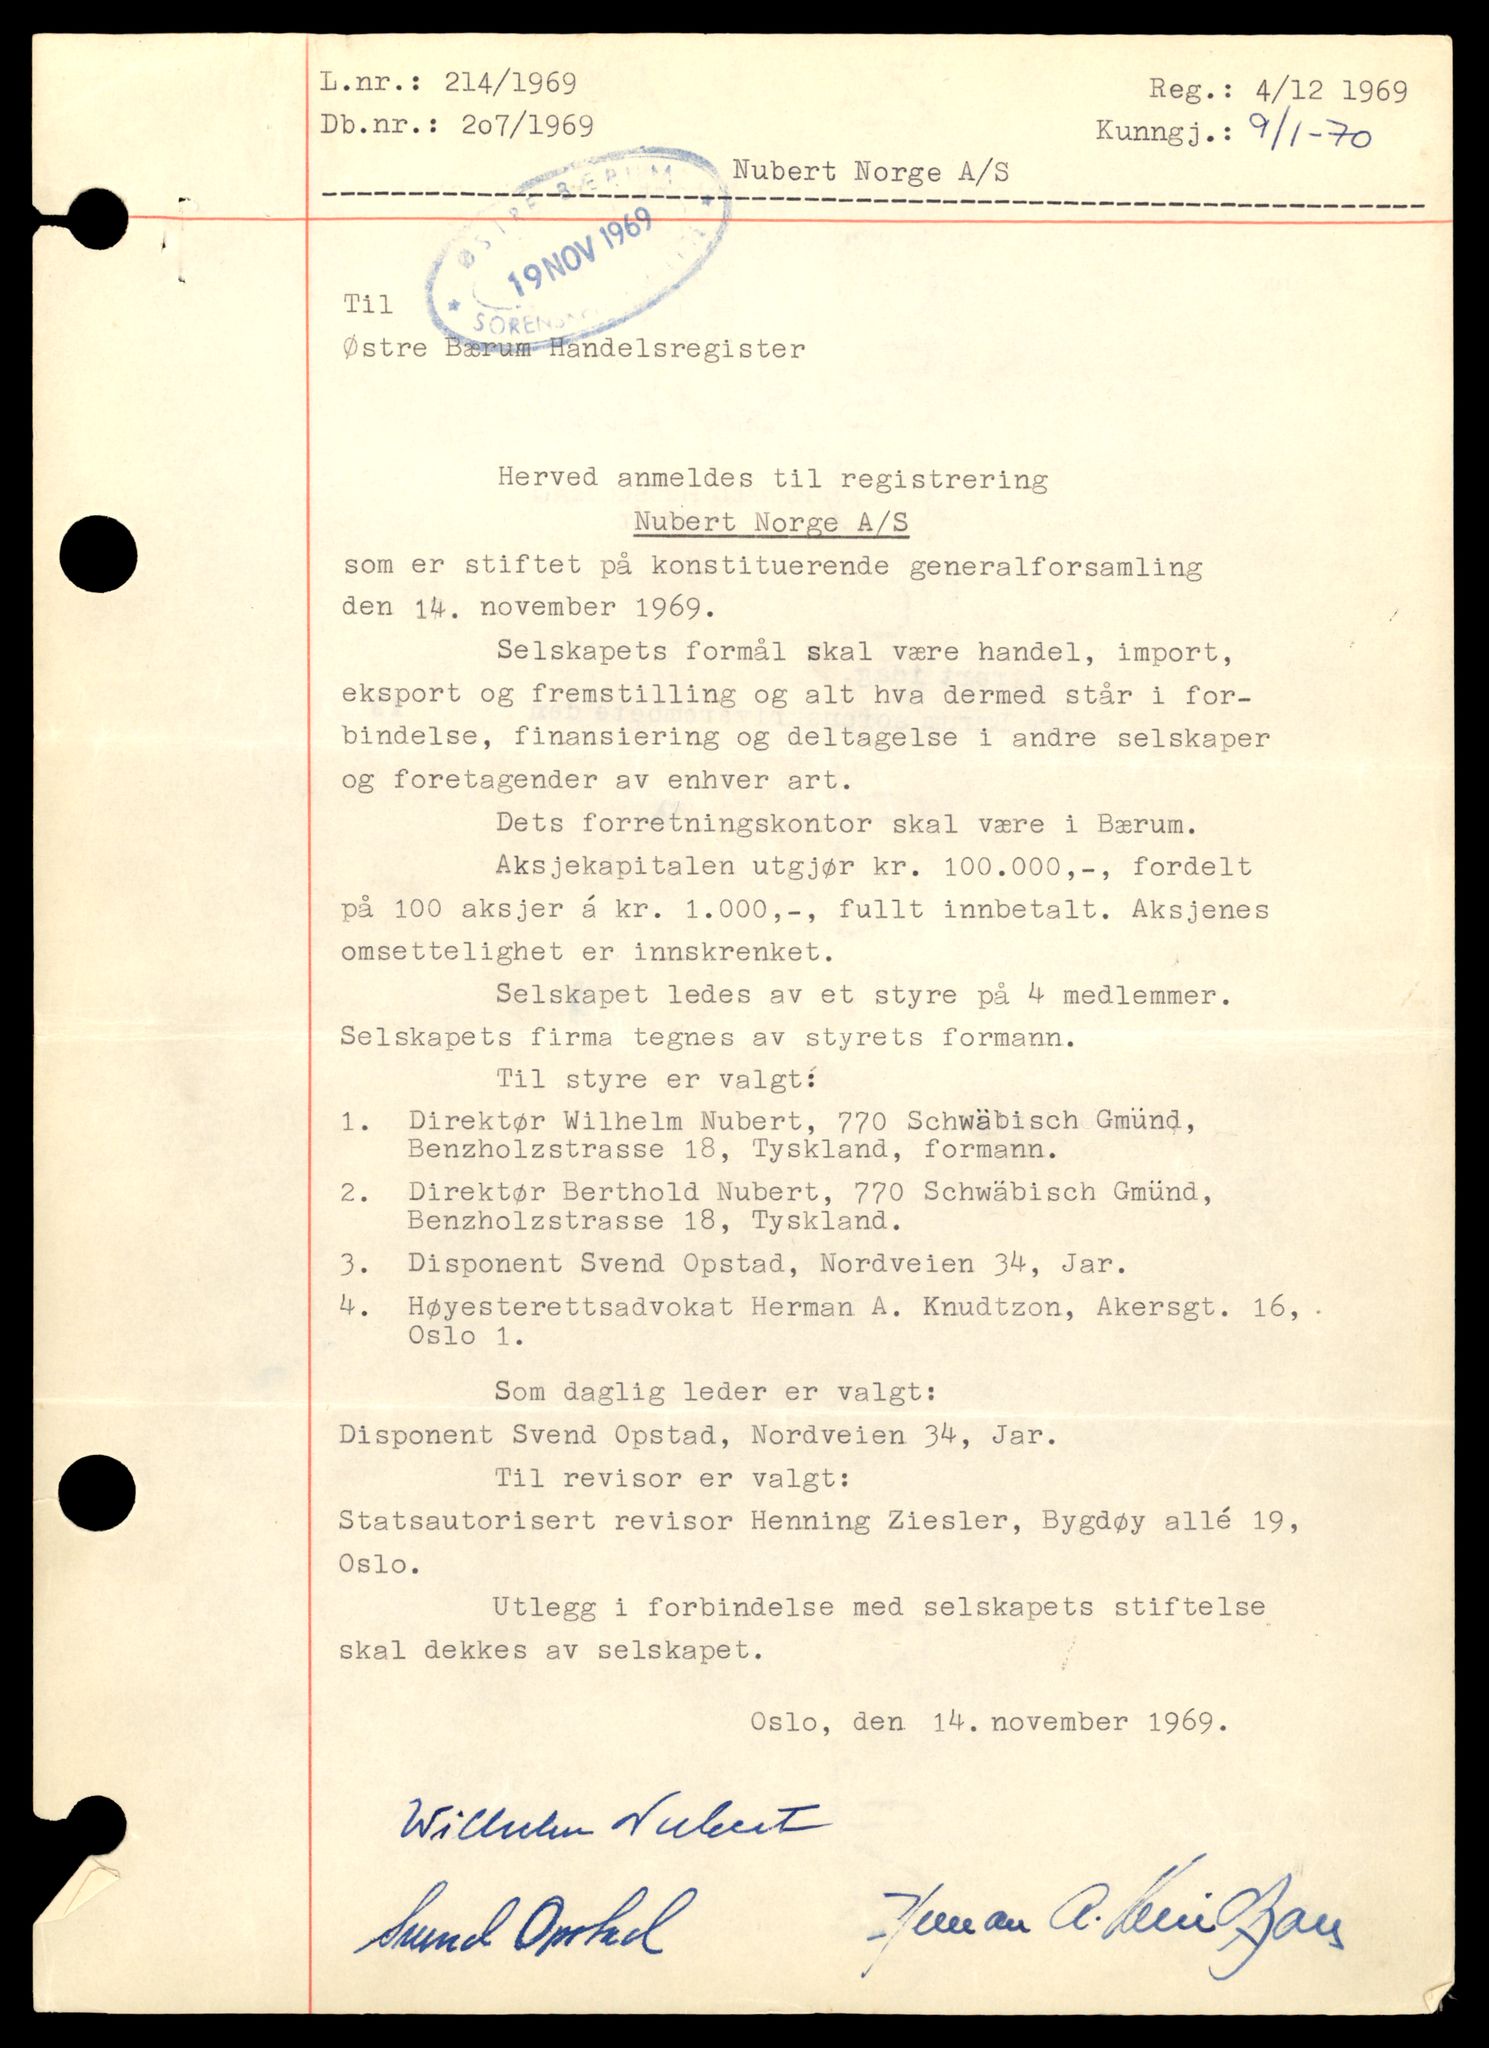 L.nr.: 214/1969
Reg.: 4/12 1969
Db.nr.: 2o7/1969
Kunngj.: 9/1-70
Nubert Norge A/S
ØSTRE BÆRUM
19 NOV 1969
Til
Østre Bærum Handelsregister
Herved anmeldes til registrering
Nubert Norge A/S
som er stiftet på konstituerende generalforsamling
den 14. november 1969.
Selskapets formål skal være handel, import,
eksport og fremstilling og alt hva dermed står i for-
bindelse, finansiering og deltagelse i andre selskaper
og foretagender av enhver art.
Dets forretningskontor skal være i Bærum.
Aksjekapitalen utgjør kr. 100.000,-, fordelt
på 100 aksjer á kr. 1.000,-, fullt innbetalt. Aksjenes
omsettelighet er innskrenket.
Selskapet ledes av et styre på 4 medlemmer.
Selskapets firma tegnes av styrets formann.
Til styre er valgt:
1. Direktør Wilhelm Nubert, 770 Schwäbisch Gmünd,
Benzholzstrasse 18, Tyskland, formann.
2. Direktør Berthold Nubert, 770 Schwäbisch Gmünd,
Benzholzstrasse 18, Tyskland.
3. Disponent Svend Opstad, Nordveien 34, Jar.
4. Høyesterettsadvokat Herman A. Knudtzon, Akersgt. 16,
Oslo 1.
Som daglig leder er valgt:
Disponent Svend Opstad, Nordveien 34, Jar.
Til revisor er valgt:
Statsautorisert revisor Henning Ziesler, Bygdøy allé 19,
Oslo.
Utlegg i forbindelse med selskapets stiftelse
skal dekkes av selskapet.
Oslo, den 14. november 1969.
Wilhelm Nubert
Svend Opstad
Herman A. Knudtzon